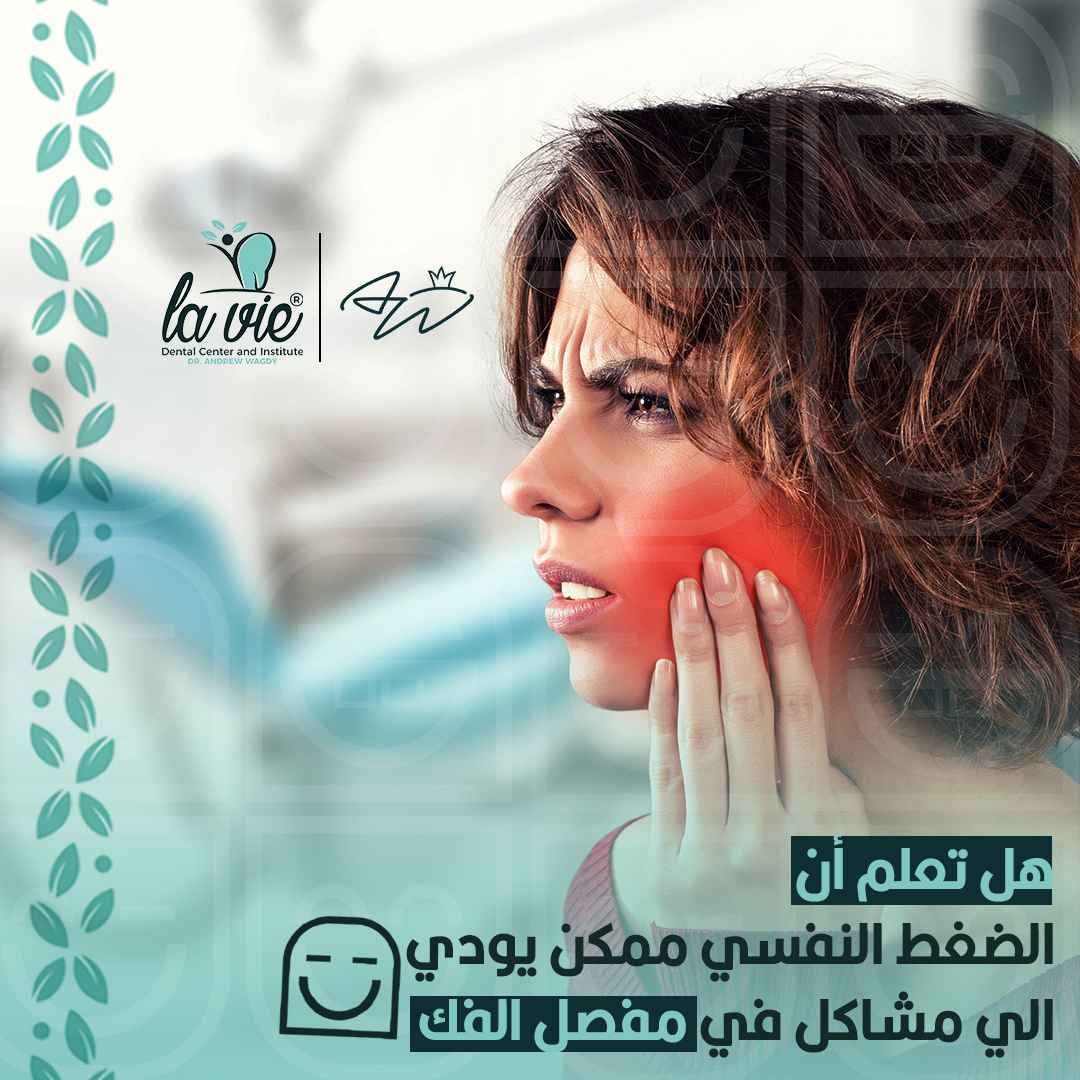 la vie®
Dental Center and Institute
DR. ANDREW WAGDY
هل تعلم أن
الضغط النفسي ممكن يودي
الي مشاكل في مفصل الفك